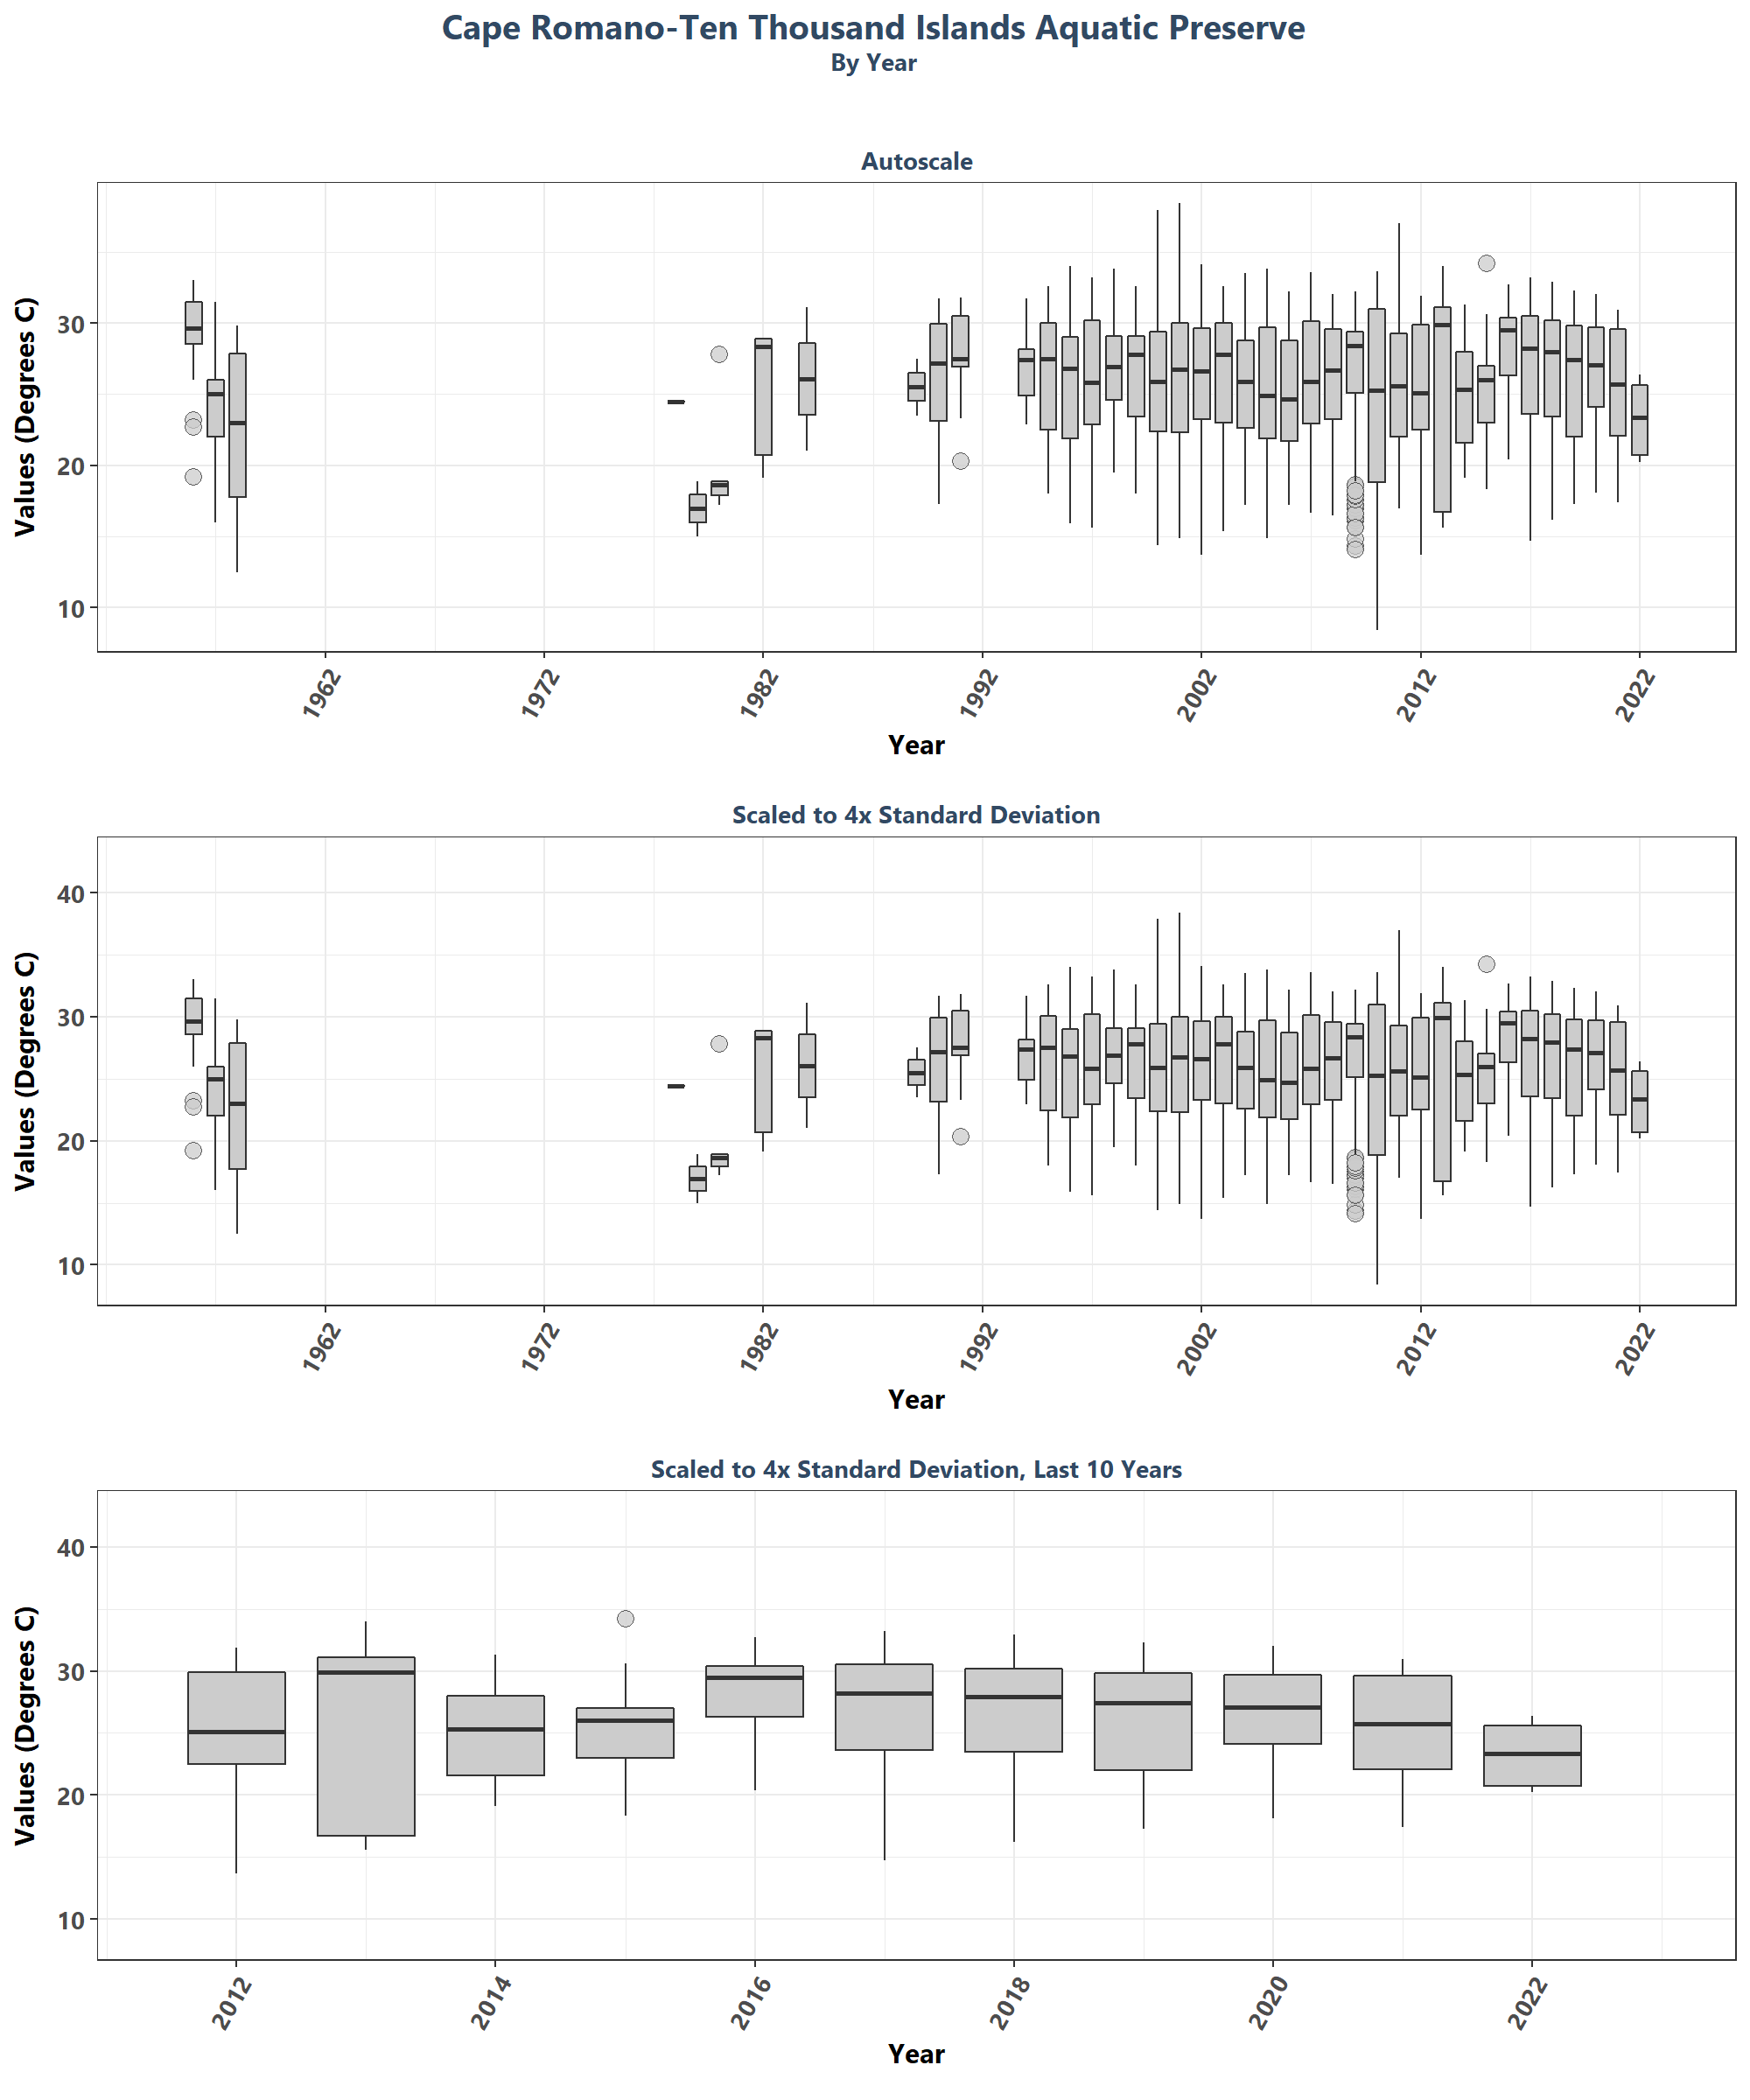 Cape Romano-Ten Thousand Islands Aquatic Preserve
By Year
Autoscale
Values (Degrees C)
30
20
10
1962 1972 1982 1992 2002 2012 2022
Year
Scaled to 4x Standard Deviation
Values (Degrees C)
40
30
20
10
1962 1972 1982 1992 2002 2012 2022
Year
Scaled to 4x Standard Deviation, Last 10 Years
Values (Degrees C)
40
30
20
10
2012 2014 2016 2018 2020 2022
Year